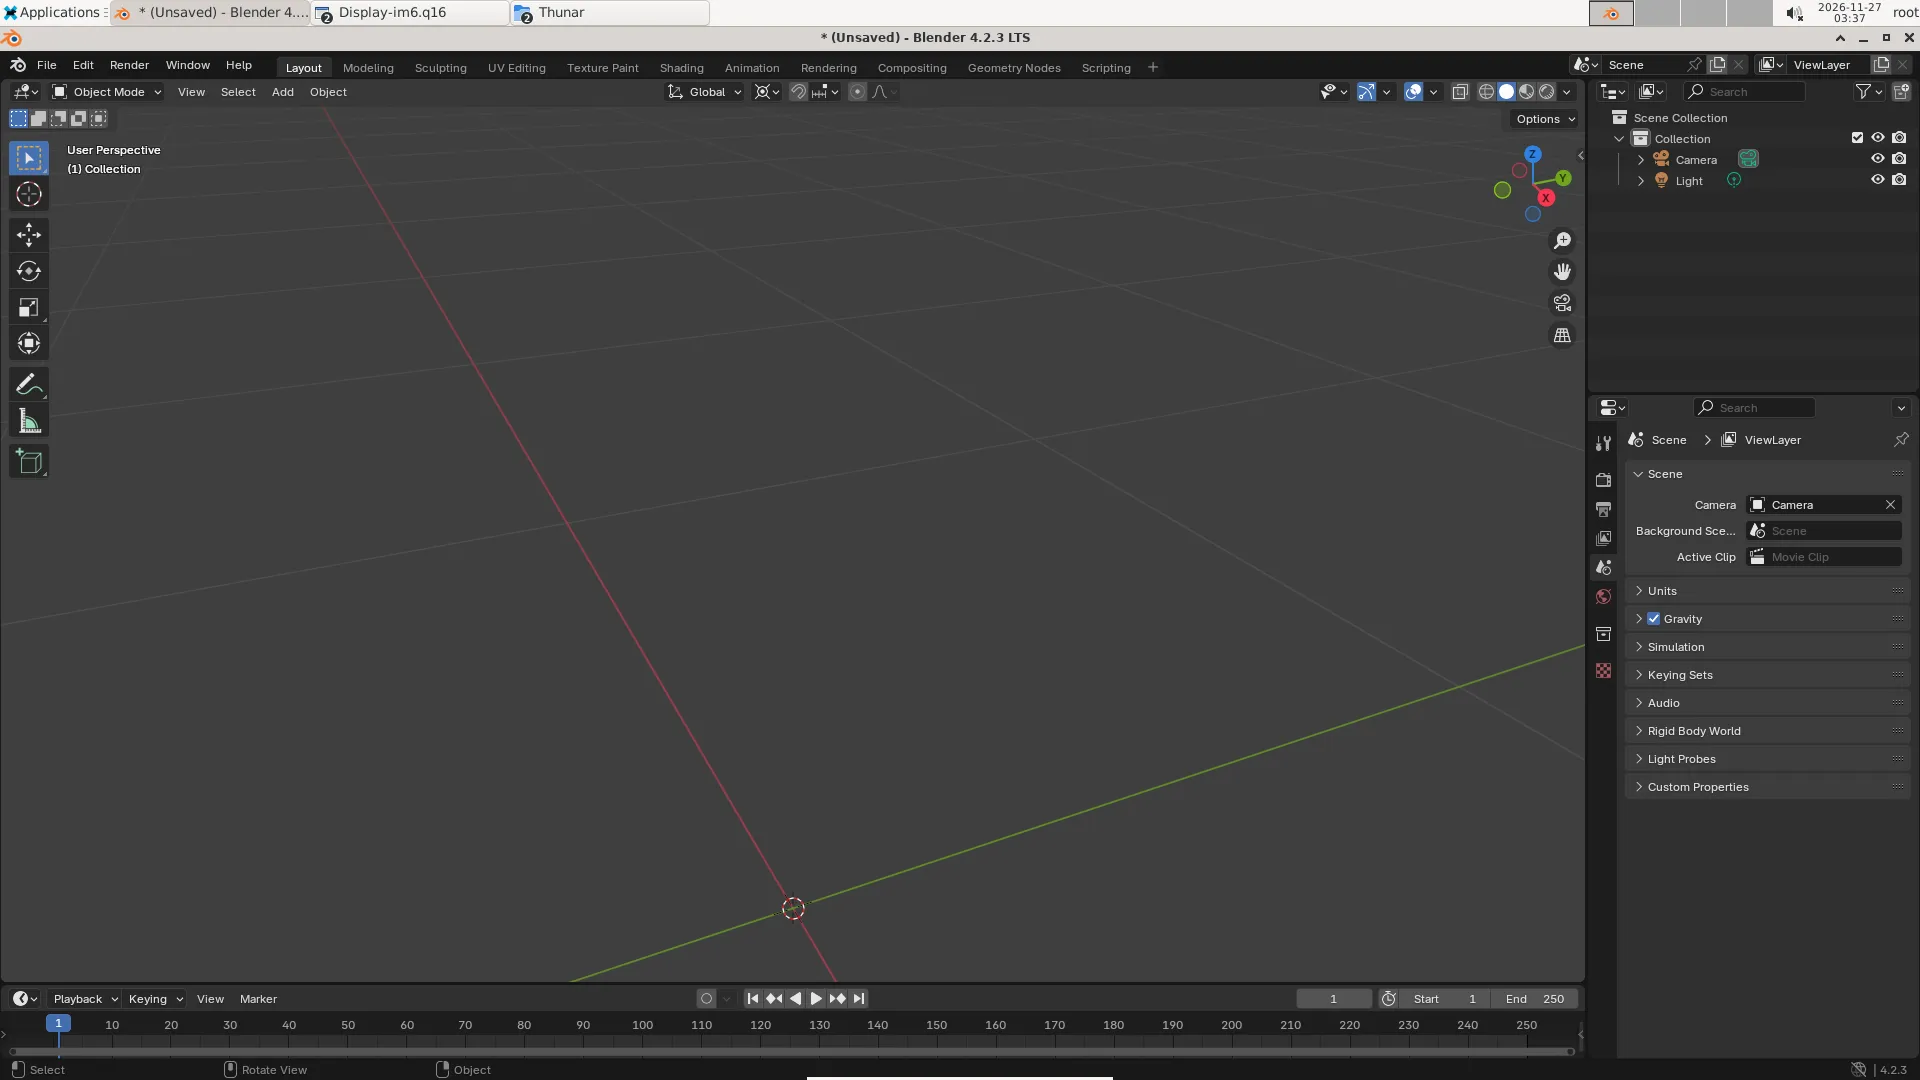 Applications
* (Unsaved) - Blender 4....
2
Display-im6.q16
2
Thunar
2026-11-27
03:37
root
* (Unsaved) - Blender 4.2.3 LTS
File
Edit
Render
Window
Help
Layout
Modeling
Sculpting
UV Editing
Texture Paint
Shading
Animation
Rendering
Compositing
Geometry Nodes
Scripting
+
Scene
ViewLayer
Object Mode
View
Select
Add
Object
Global
Search
Options
User Perspective
(1) Collection
Z
Y
X
Scene Collection
Collection
Camera
Light
Search
Scene
ViewLayer
Scene
Camera
Camera
Background Sce...
Scene
Active Clip
Movie Clip
Units
Gravity
Simulation
Keying Sets
Audio
Rigid Body World
Light Probes
Custom Properties
Playback
Keying
View
Marker
1
Start
1
End
250
1
10
20
30
40
50
60
70
80
90
100
110
120
130
140
150
160
170
180
190
200
210
220
230
240
250
Select
Rotate View
Object
4.2.3